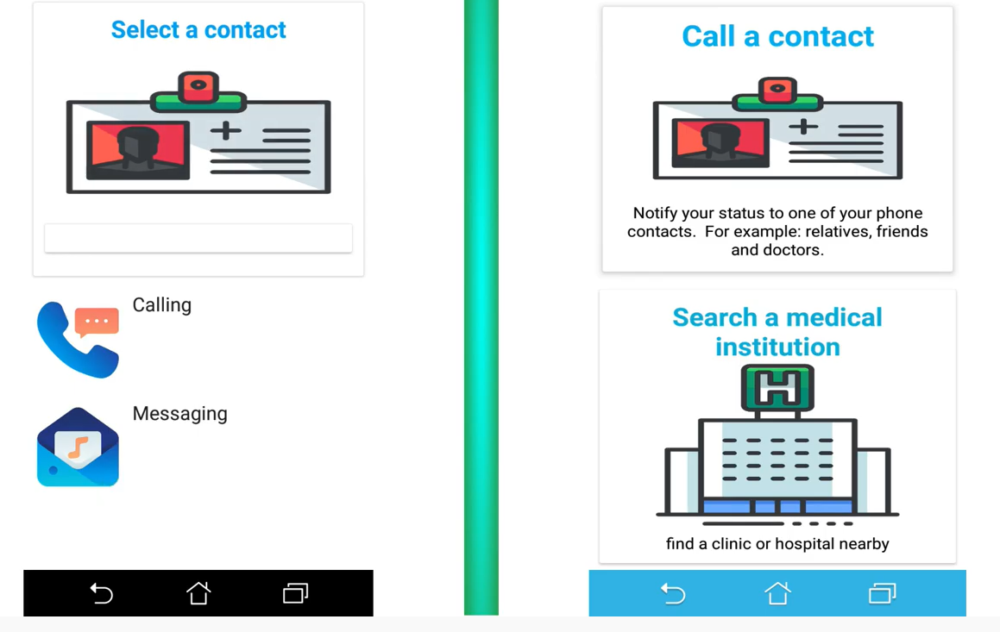 Select a contact
Calling
Messaging
Call a contact
Notify your status to one of your phone
contacts.  For example: relatives, friends
and doctors.
Search a medical
institution
H
find a clinic or hospital nearby